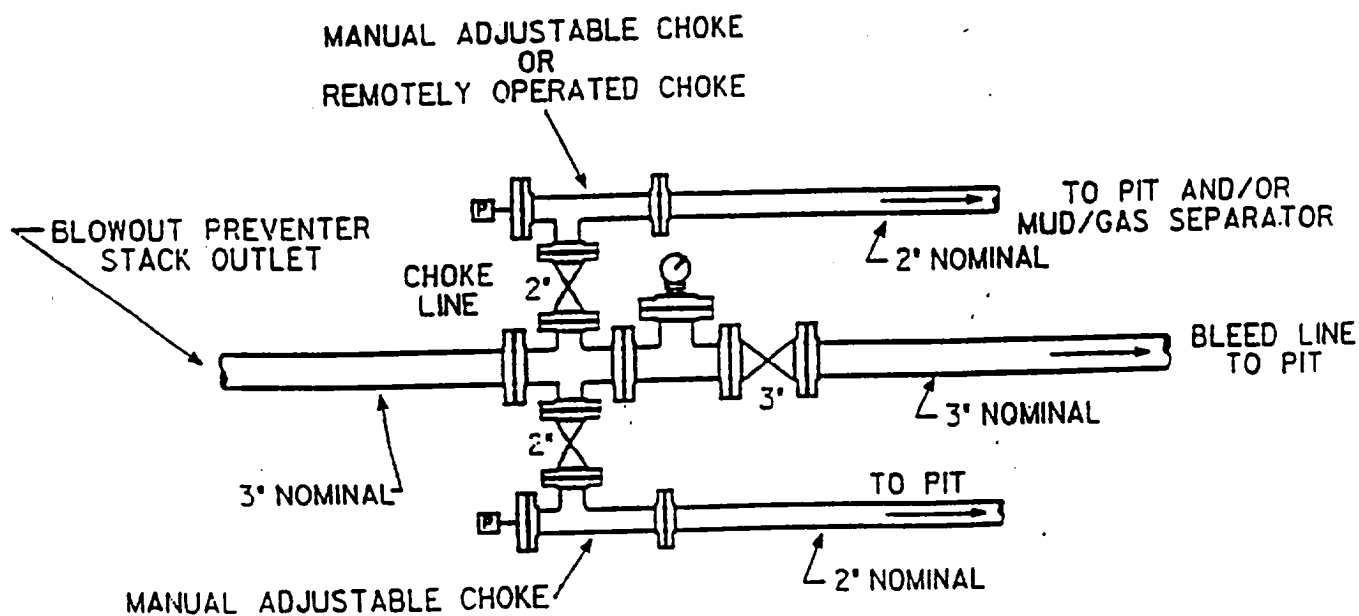 MANUAL ADJUSTABLE CHOKE
OR
REMOTELY OPERATED CHOKE
P
TO PIT AND/OR
MUD/GAS SEPARATOR
2" NOMINAL
BLOWOUT PREVENTER
STACK OUTLET
CHOKE
LINE
2"
BLEED LINE
TO PIT
3"
3" NOMINAL
2"
3" NOMINAL
TO PIT
P
2" NOMINAL
MANUAL ADJUSTABLE CHOKE